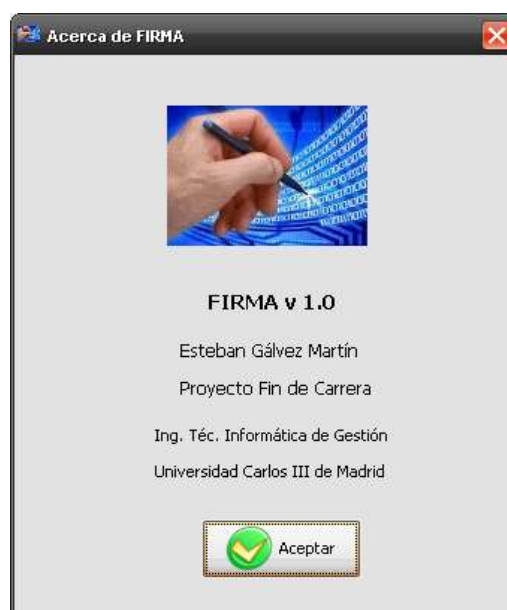 Acerca de FIRMA
FIRMA v 1.0
Esteban Gálvez Martín
Proyecto Fin de Carrera
Ing. Téc. Informática de Gestión
Universidad Carlos III de Madrid
Aceptar